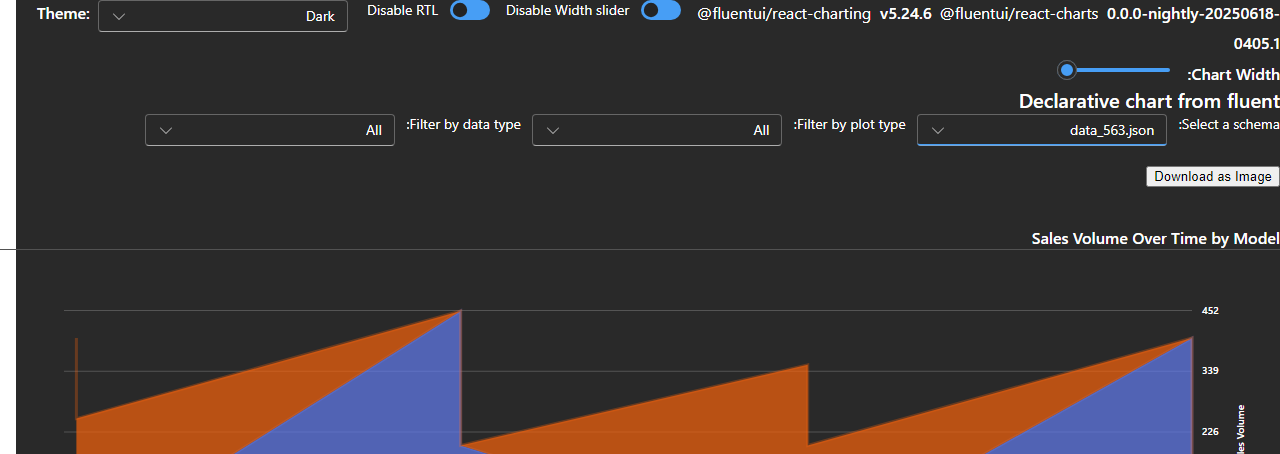 Theme:
Dark
Disable RTL
Disable Width slider
@fluentui/react-charting v5.24.6 @fluentui/react-charts 0.0.0-nightly-20250618-
0405.1
:Chart Width
Declarative chart from fluent
:Select a schema
data_563.json
:Filter by plot type
All
:Filter by data type
All
Download as Image
Sales Volume Over Time by Model
452
339
226
Volume